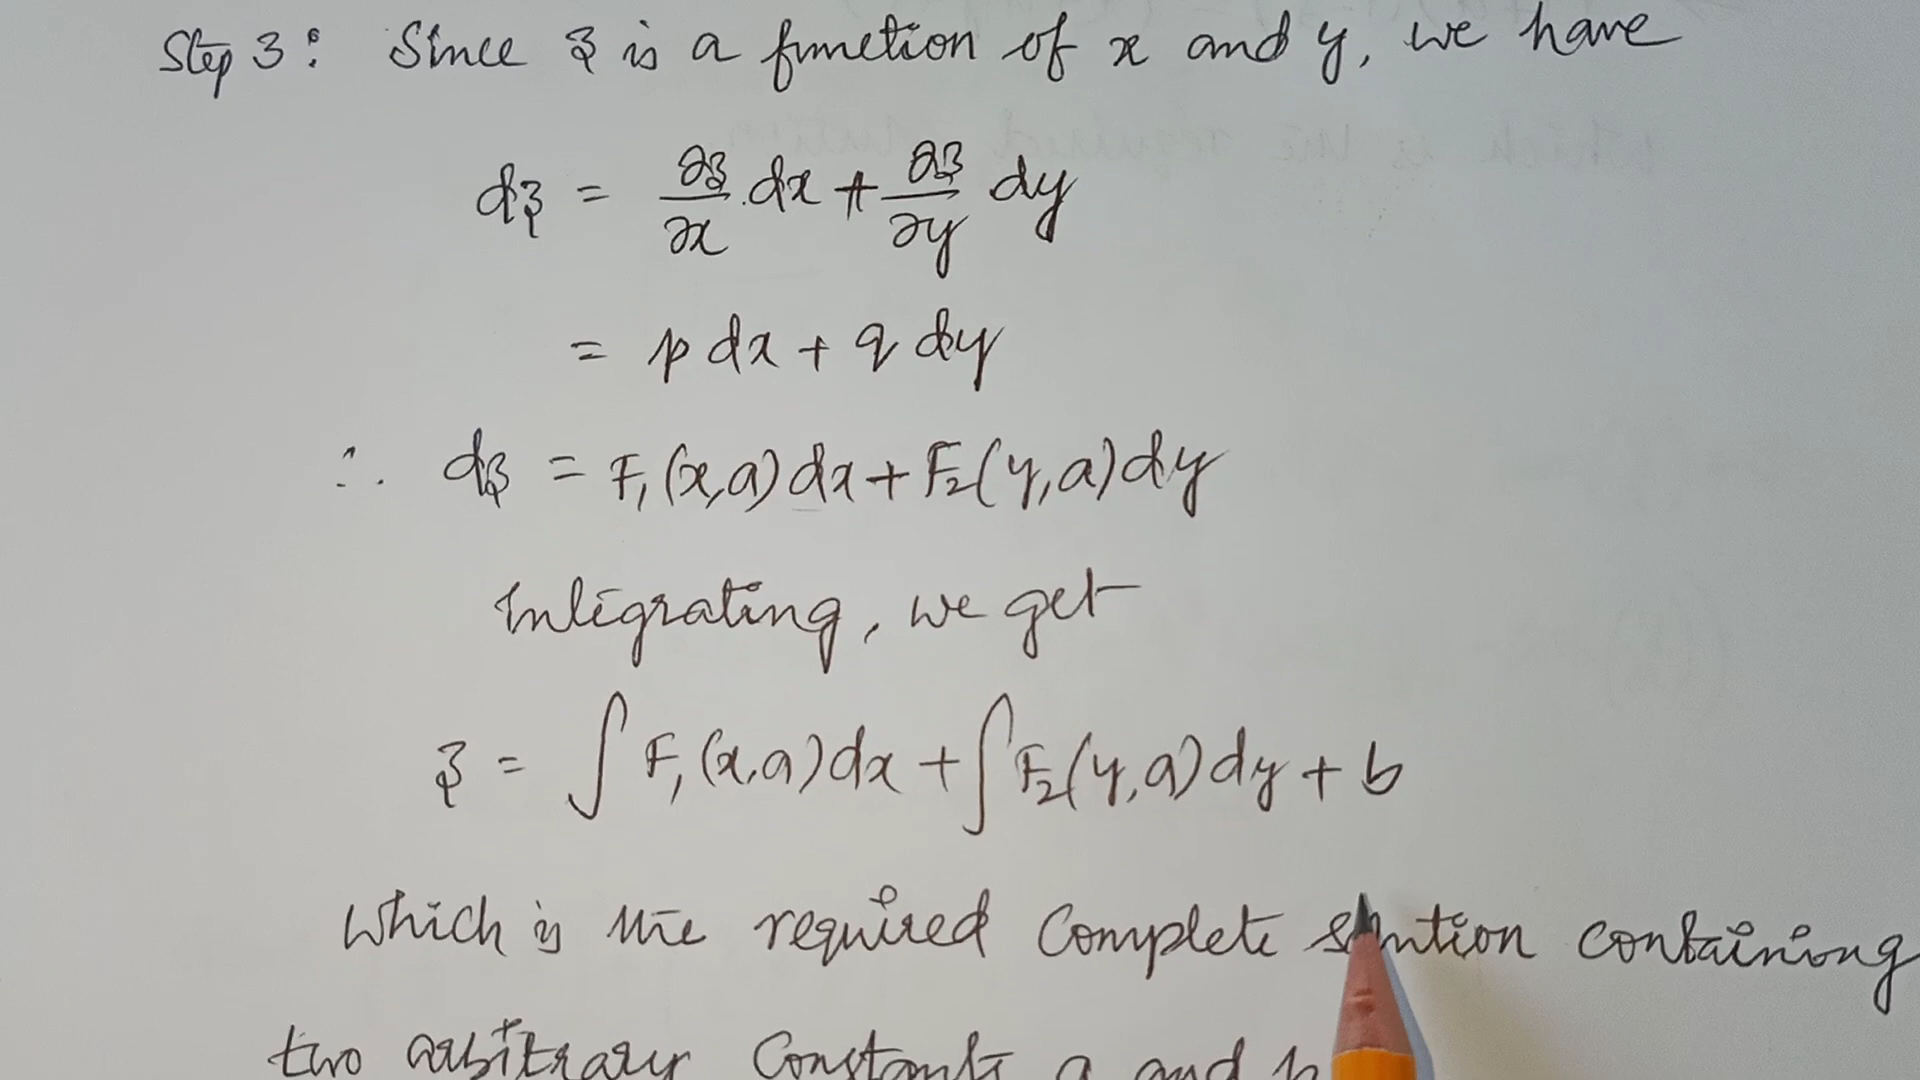 Step 3: Since z is a function of x and y, we have
dz = ∂z/∂x . dx + ∂z/∂y dy
= p dx + q dy
∴ dz = F₁(x,a) dx + F₂(y,a) dy
Integrating, we get
z = ∫ F₁(x,a) dx + ∫ F₂(y,a) dy + b
which is the required complete solution containing
two arbitrary constants a and b